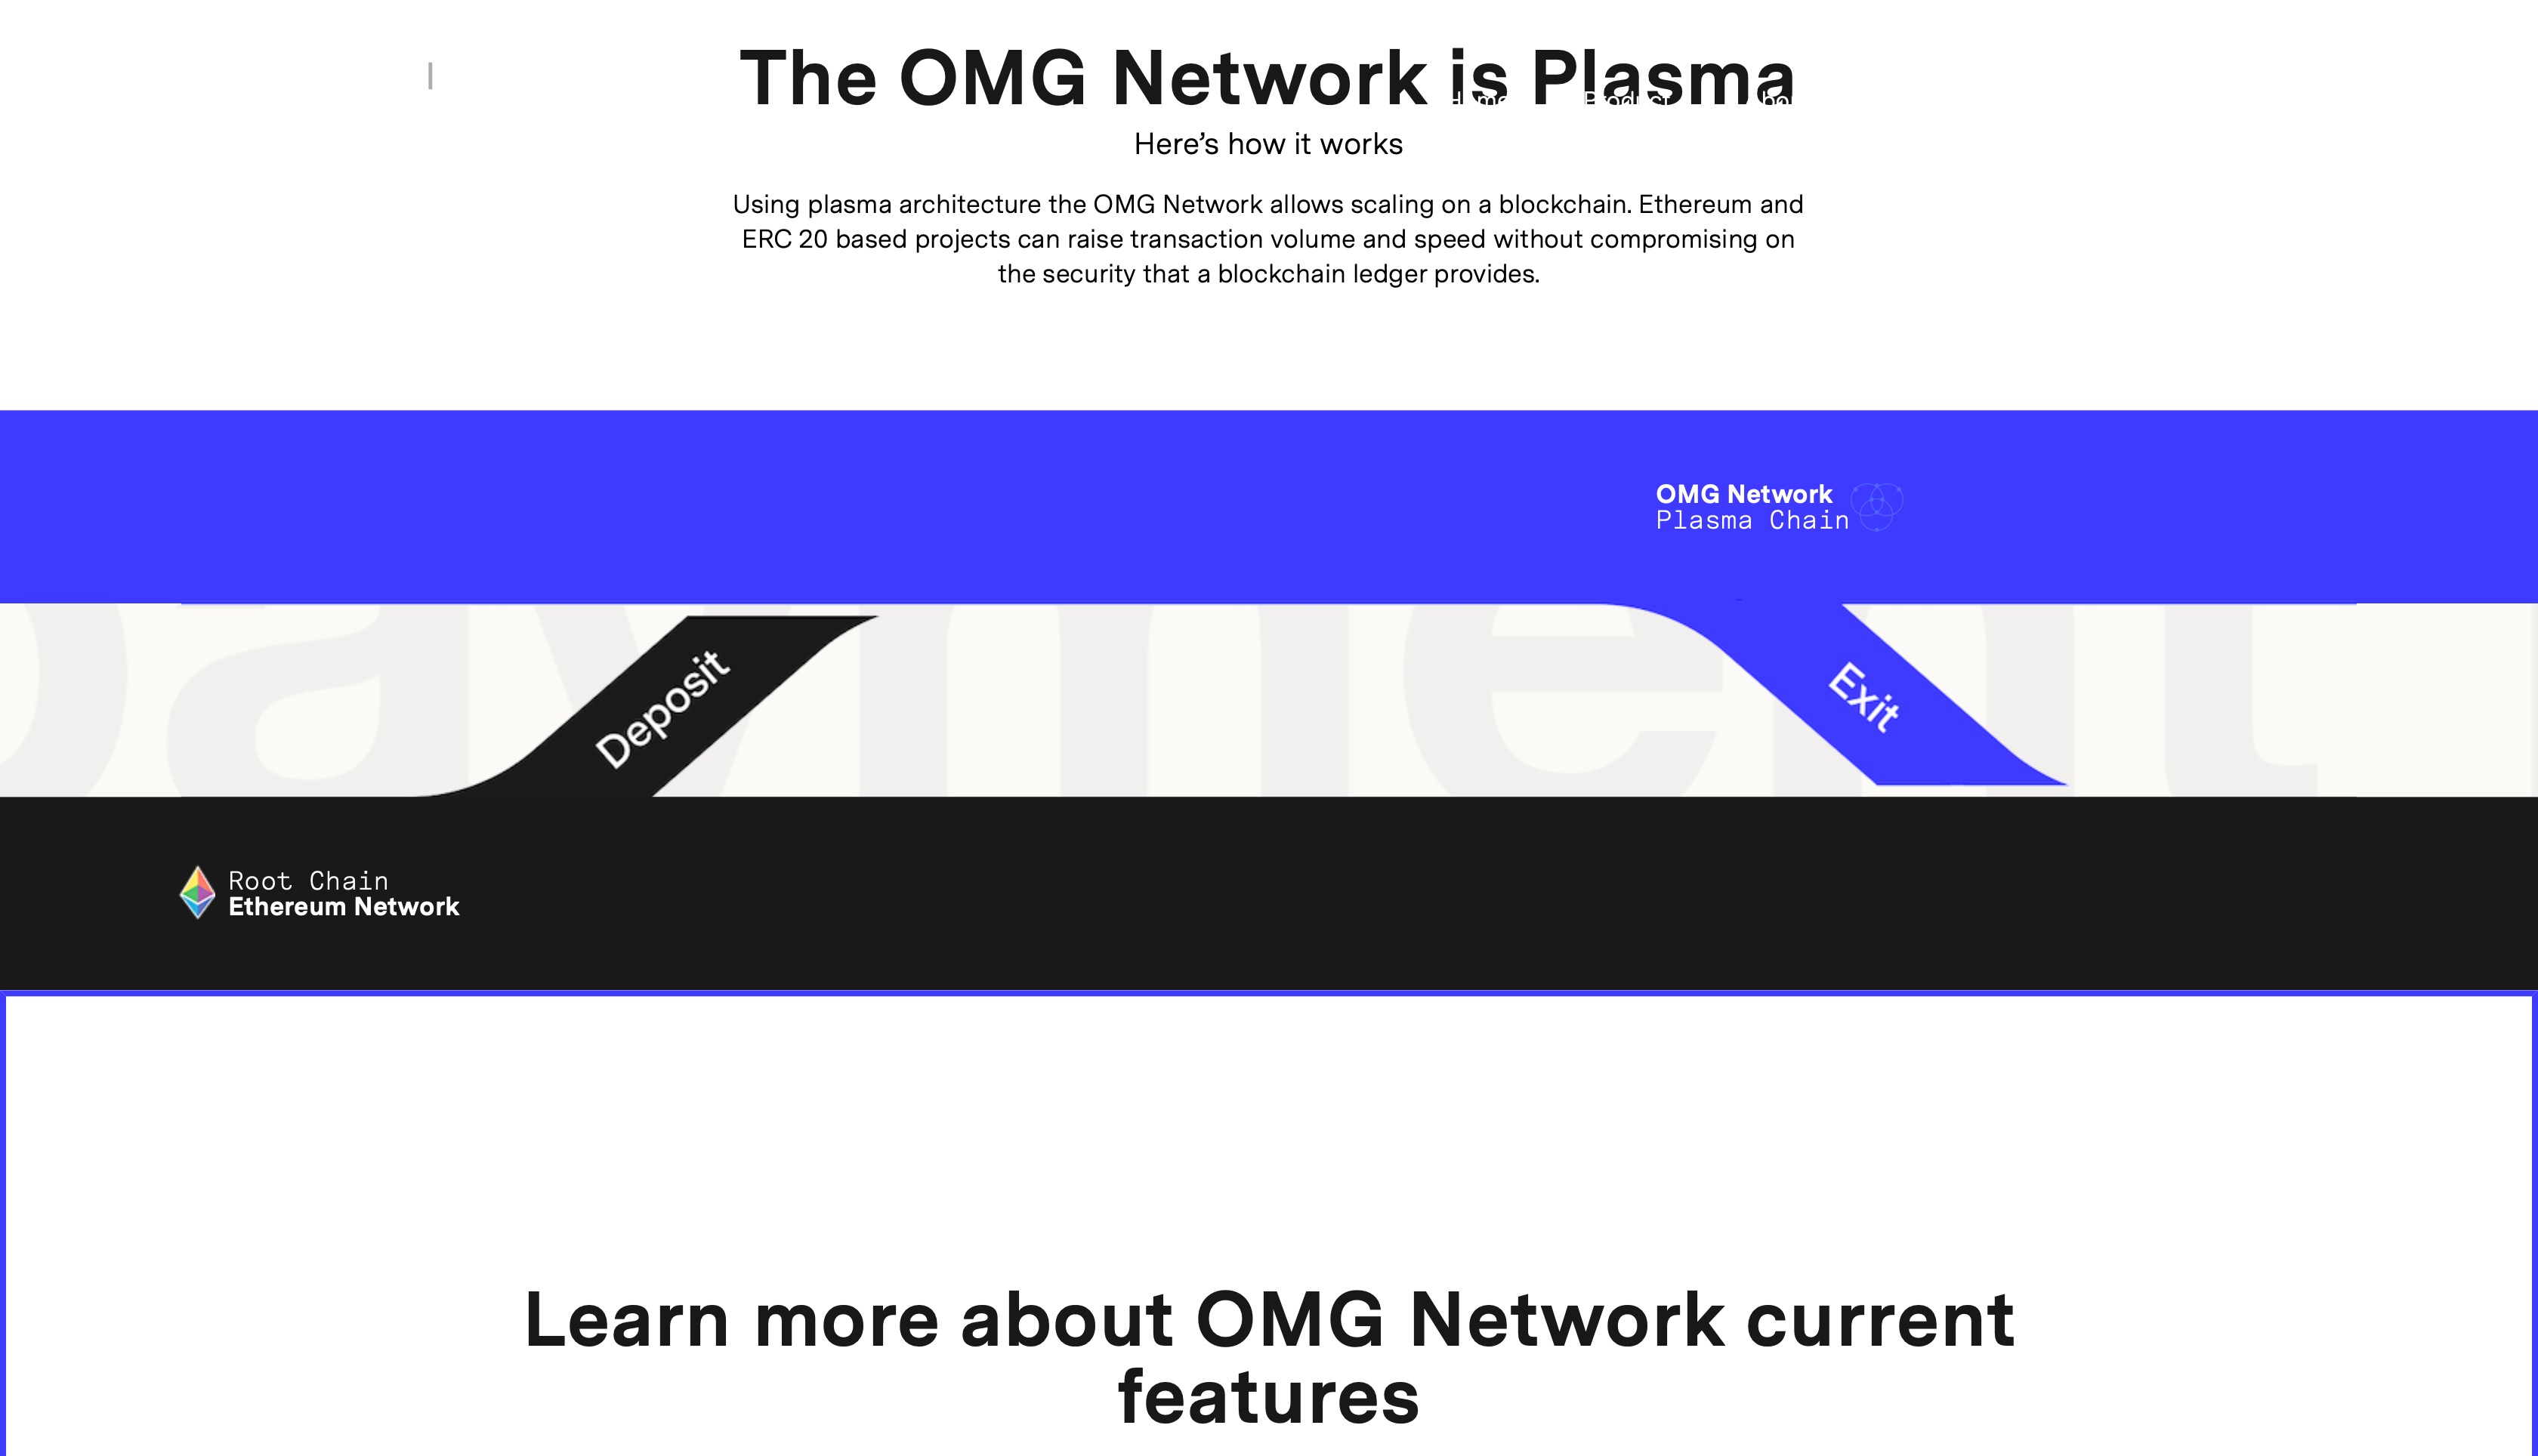 The OMG Network is Plasma
Here’s how it works
Using plasma architecture the OMG Network allows scaling on a blockchain. Ethereum and
ERC 20 based projects can raise transaction volume and speed without compromising on
the security that a blockchain ledger provides.
OMG Network
Plasma Chain
payment
Deposit
Exit
Root Chain
Ethereum Network
Learn more about OMG Network current
features